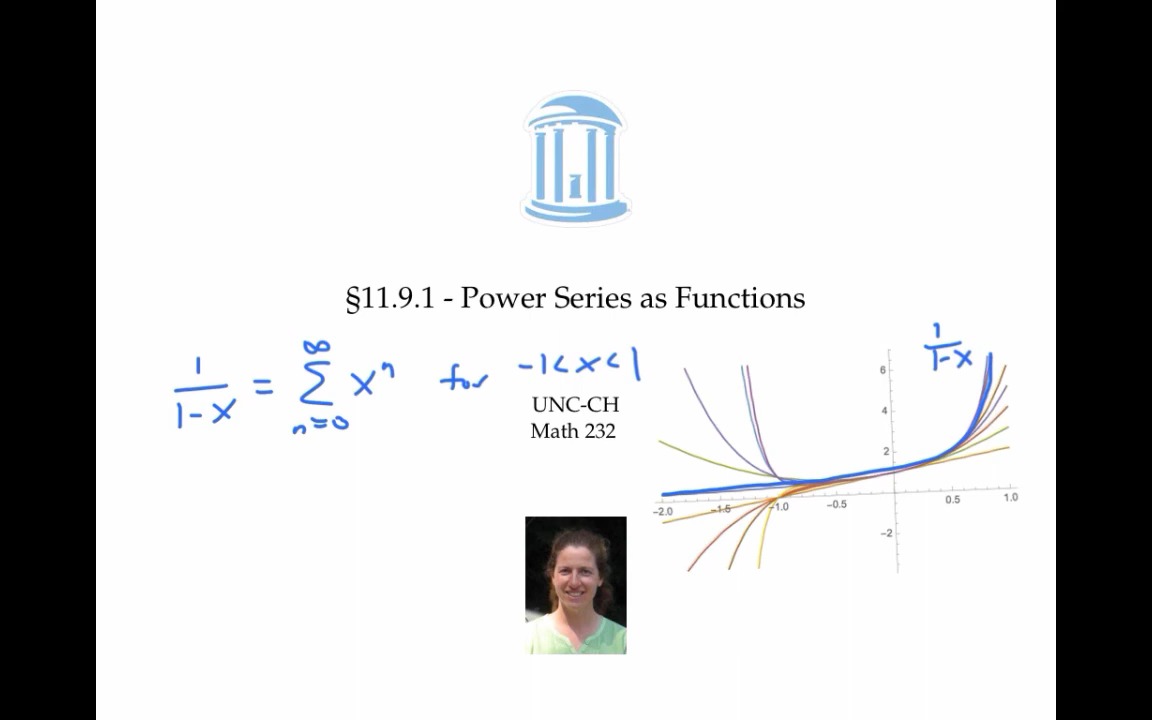 §11.9.1 - Power Series as Functions
1/(1-x) = ∑_{n=0}^{∞} x^n for -1<x<1
UNC-CH
Math 232
1/(1-x)
6
4
2
-2.0 -1.5 -1.0 -0.5 0.5 1.0
-2